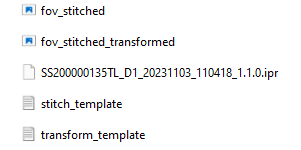 fov_stitched
fov_stitched_transformed
SS200000135TL_D1_20231103_110418_1.1.0.ipr
stitch_template
transform_template